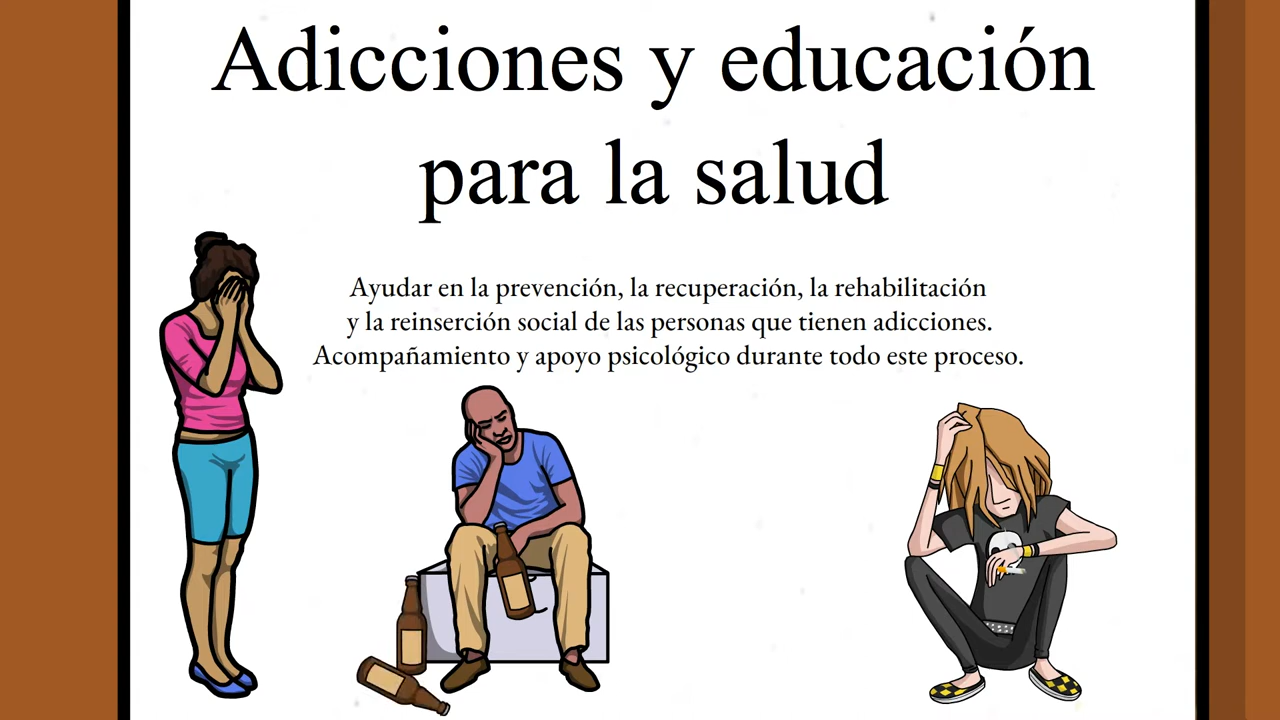 Adicciones y educación
para la salud
Ayudar en la prevención, la recuperación, la rehabilitación
y la reinserción social de las personas que tienen adicciones.
Acompañamiento y apoyo psicológico durante todo este proceso.